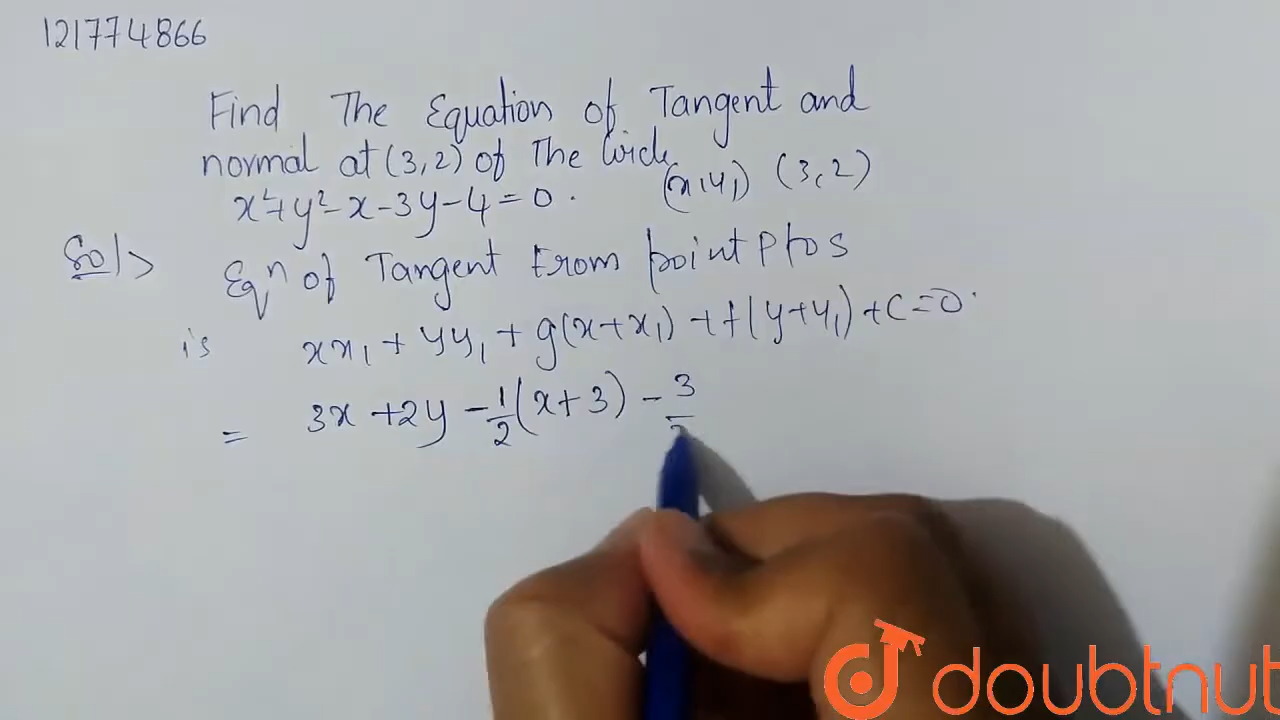 121774866
Find The Equation of Tangent and
normal at (3,2) of The Circle
x²+y²-x-3y-4=0. (x,y₁) (3,2)
Sol> Eqⁿ of Tangent From point P to S
is xx₁ + yy₁ + g(x+x₁) + f(y+y₁) + C = 0.
= 3x + 2y - 1/2 (x+3) - 3/
doubtnut